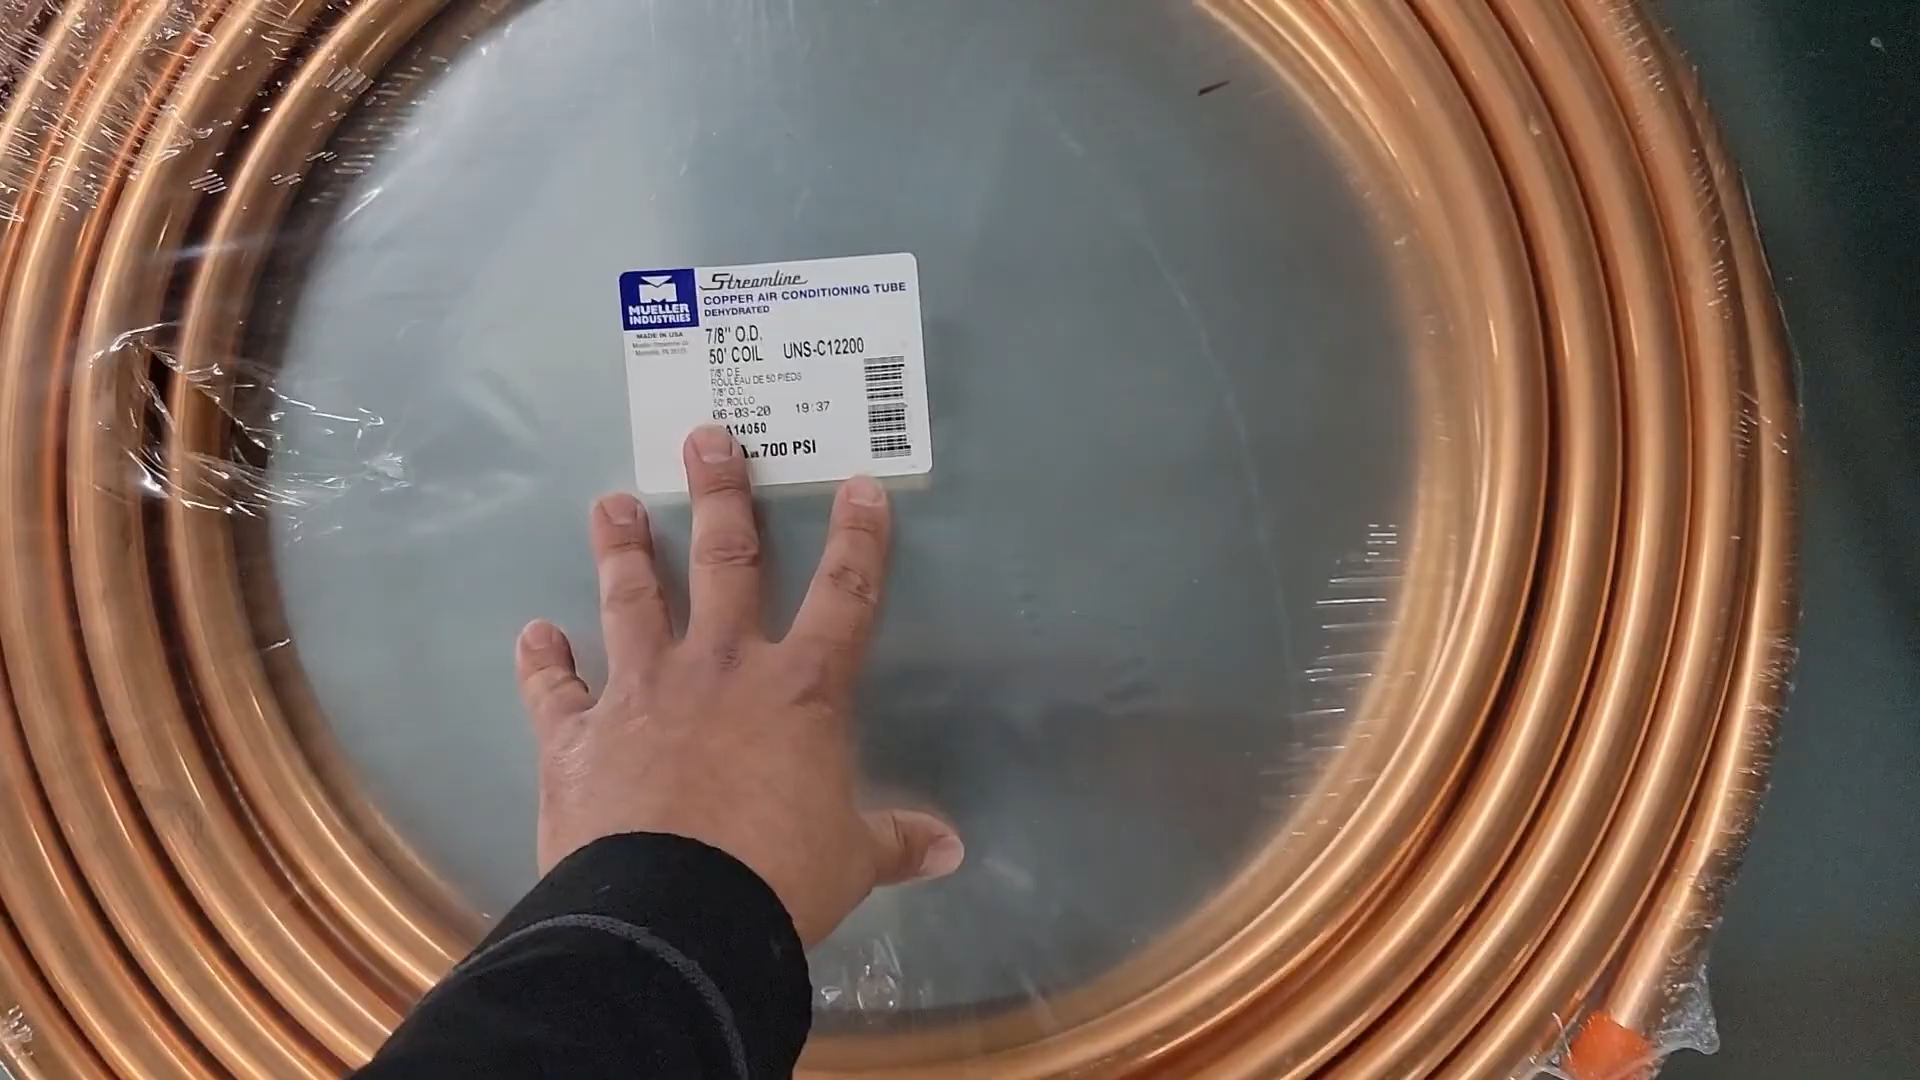 MUELLER
INDUSTRIES
MADE IN USA
Streamline
COPPER AIR CONDITIONING TUBE
DEHYDRATED
7/8" O.D.
50' COIL UNS-C12200
7/8" D.E.
ROULEAU DE 50 PIEDS
7/8" O.D.
50' ROLLO
06-03-20 19:37
A14050
us 700 PSI